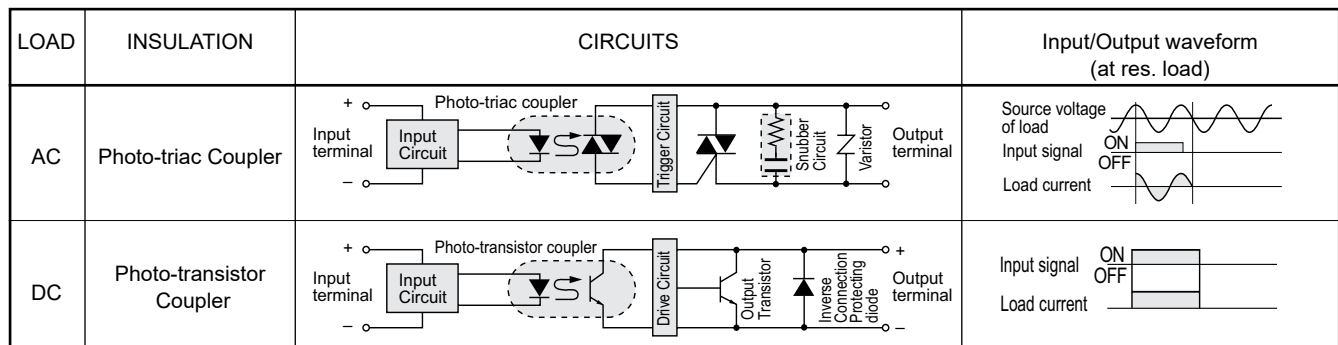 LOAD
INSULATION
CIRCUITS
Input/Output waveform
(at res. load)
AC
Photo-triac Coupler
+
Photo-triac coupler
Input
terminal
Input
Circuit
Trigger Circuit
Snubber
Circuit
Varistor
Output
terminal
–
Source voltage
of load
Input signal
ON
OFF
Load current
DC
Photo-transistor
Coupler
+
Photo-transistor coupler
+
Input
terminal
Input
Circuit
Drive Circuit
Output
Transistor
Inverse
Connection
Protecting
diode
Output
terminal
–
–
Input signal
ON
OFF
Load current